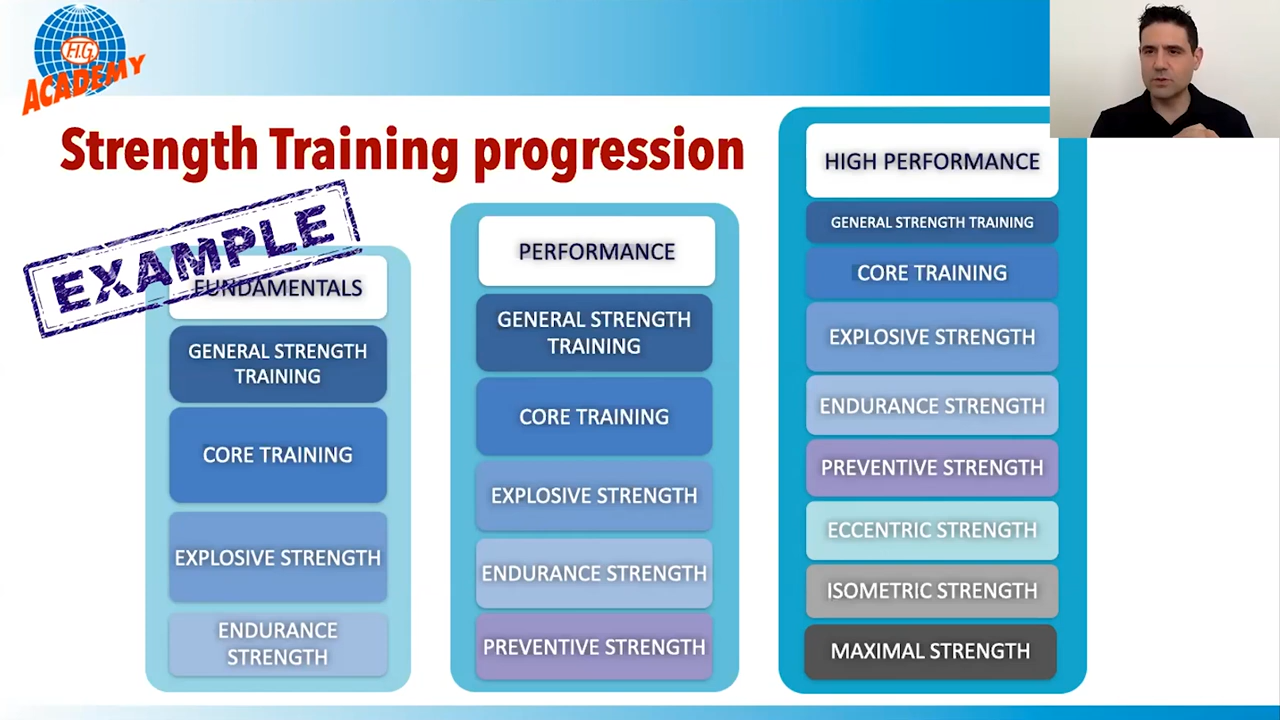 F.I.G.
ACADEMY
Strength Training progression
EXAMPLE
FUNDAMENTALS
GENERAL STRENGTH
TRAINING
CORE TRAINING
EXPLOSIVE STRENGTH
ENDURANCE
STRENGTH
PERFORMANCE
GENERAL STRENGTH
TRAINING
CORE TRAINING
EXPLOSIVE STRENGTH
ENDURANCE STRENGTH
PREVENTIVE STRENGTH
HIGH PERFORMANCE
GENERAL STRENGTH TRAINING
CORE TRAINING
EXPLOSIVE STRENGTH
ENDURANCE STRENGTH
PREVENTIVE STRENGTH
ECCENTRIC STRENGTH
ISOMETRIC STRENGTH
MAXIMAL STRENGTH